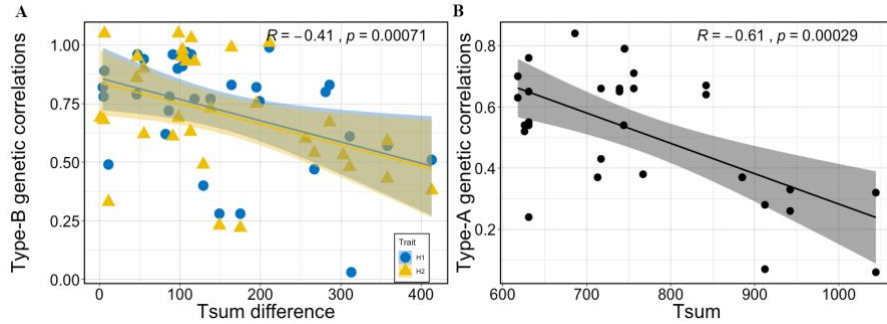 A
R = −0.41 , p = 0.00071
Type-B genetic correlations
1.00
0.75
0.50
0.25
0.00
Trait
H1
H2
0
100
200
300
400
Tsum difference
B
R = −0.61 , p = 0.00029
Type-A genetic correlations
0.8
0.6
0.4
0.2
600
700
800
900
1000
Tsum